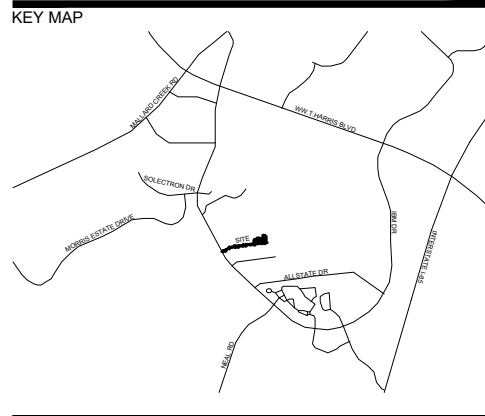 KEY MAP
MALLARD CREEK RD
WW T HARRIS BLVD
SOLECTRON DR
MORRIS ESTATE DRIVE
SITE
IBM DR
INTERSTATE I-85
ALLSTATE DR
NEAL RD